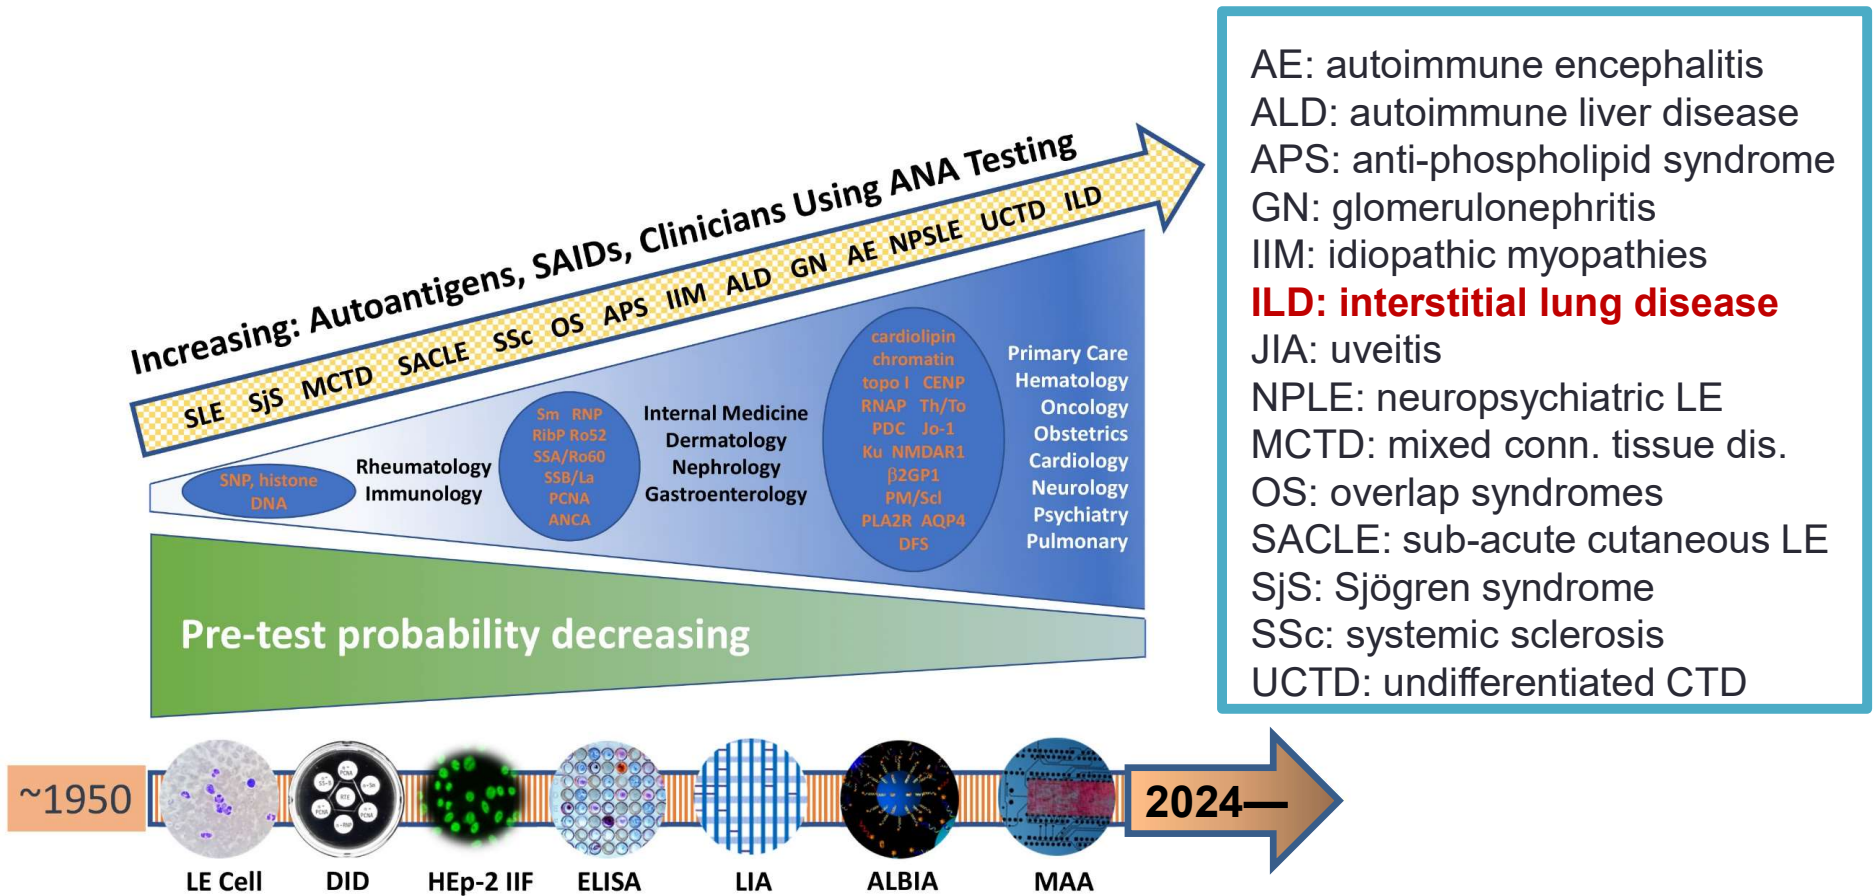 Increasing: Autoantigens, SAIDs, Clinicians Using ANA Testing
SLE SjS MCTD SACLE SSc OS APS IIM ALD GN AE NPSLE UCTD ILD
SNP, histone
DNA
Rheumatology
Immunology
Sm RNP
RibP Ro52
SSA/Ro60
SSB/La
PCNA
ANCA
Internal Medicine
Dermatology
Nephrology
Gastroenterology
cardiolipin
chromatin
topo I CENP
RNAP Th/To
PDC Jo-1
Ku NMDAR1
β2GP1
PM/Scl
PLA2R AQP4
DFS
Primary Care
Hematology
Oncology
Obstetrics
Cardiology
Neurology
Psychiatry
Pulmonary
Pre-test probability decreasing
AE: autoimmune encephalitis
ALD: autoimmune liver disease
APS: anti-phospholipid syndrome
GN: glomerulonephritis
IIM: idiopathic myopathies
ILD: interstitial lung disease
JIA: uveitis
NPLE: neuropsychiatric LE
MCTD: mixed conn. tissue dis.
OS: overlap syndromes
SACLE: sub-acute cutaneous LE
SjS: Sjögren syndrome
SSc: systemic sclerosis
UCTD: undifferentiated CTD
~1950
PCNA
RTE
PCNA
PCNA
2024—
LE Cell DID HEp-2 IIF ELISA LIA ALBIA MAA